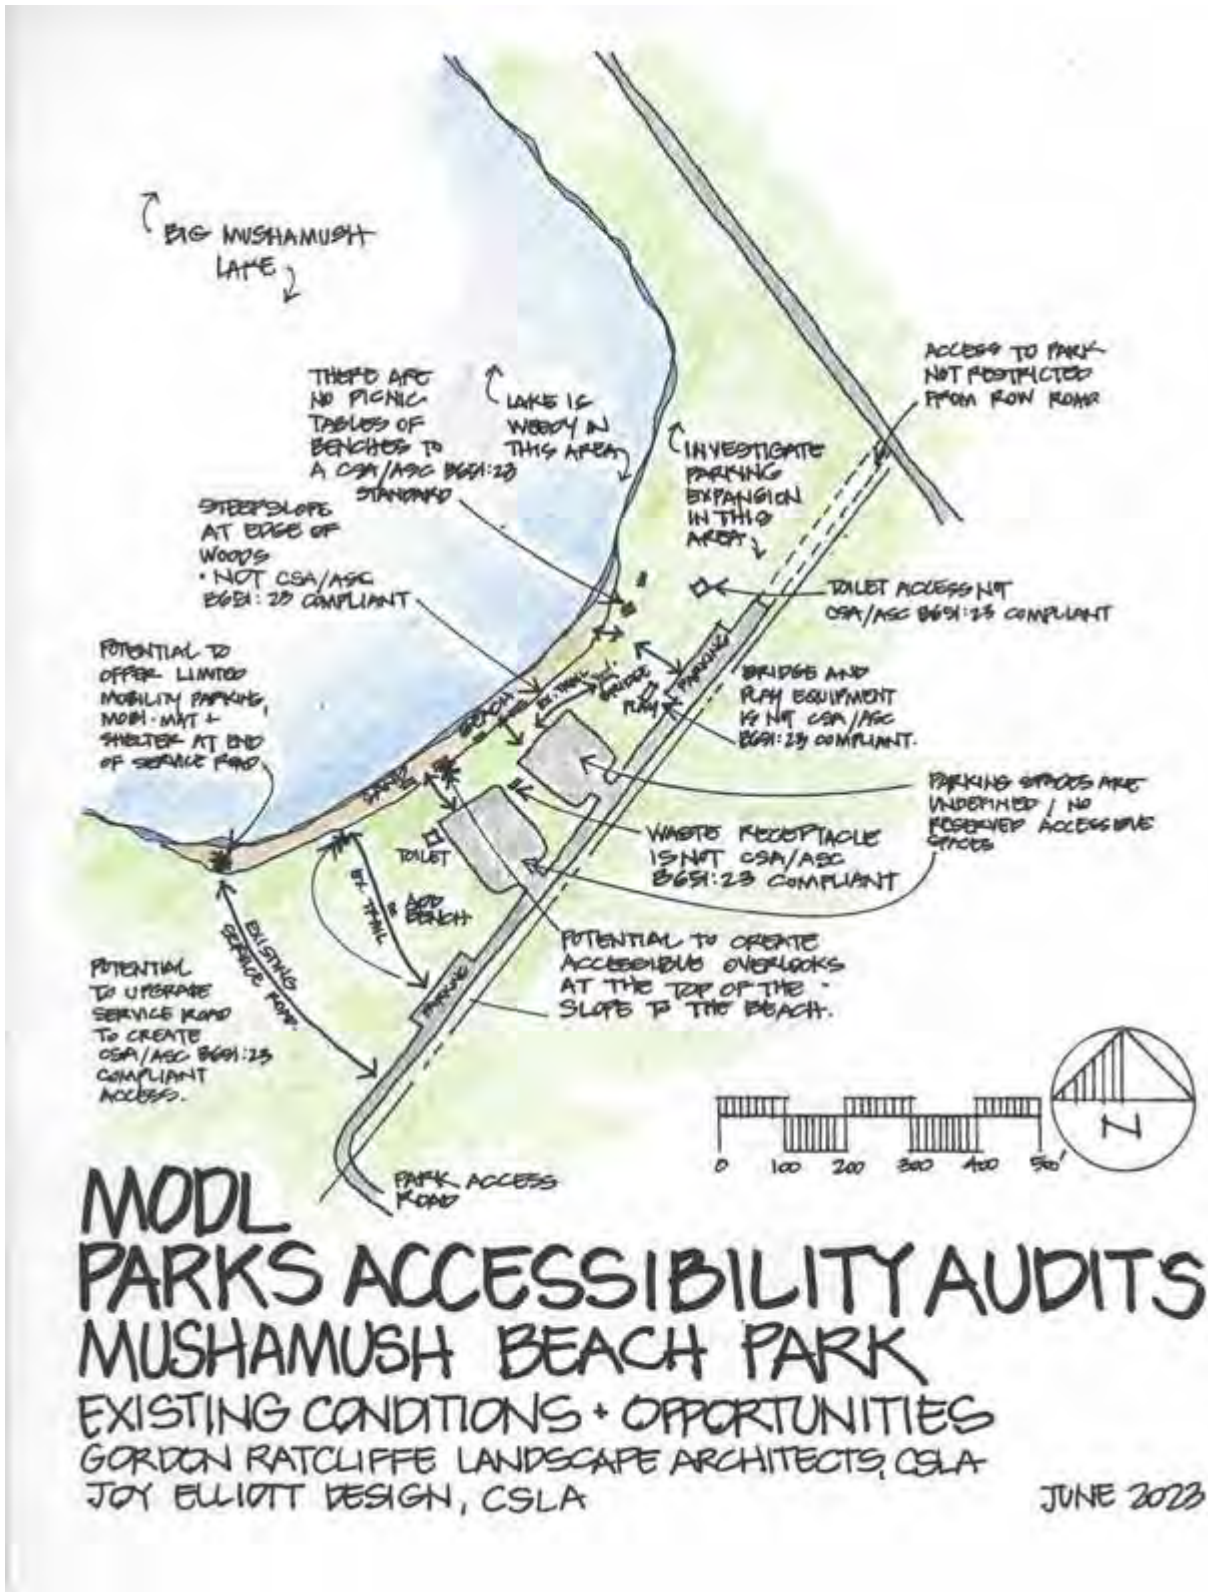 BIG MUSHAMUSH
LAKE
THERE ARE
NO PICNIC
TABLES OF
BENCHES TO
A CSA/ASC B651:23
STANDARD
LAKE IS
WEEDY IN
THIS AREA
ACCESS TO PARK
NOT RESTRICTED
FROM ROW ROAD
INVESTIGATE
PARKING
EXPANSION
IN THIS
AREA
STEEP SLOPE
AT EDGE OF
WOODS
• NOT CSA/ASC
B651:23 COMPLIANT
TOILET ACCESS NOT
CSA/ASC B651:23 COMPLIANT
POTENTIAL TO
OFFER LIMITED
MOBILITY PARKING,
MOBI-MAT +
SHELTER AT END
OF SERVICE ROAD
SAND
BEACH
EX. TRAIL
BRIDGE
PLAY
PARKING
BRIDGE AND
PLAY EQUIPMENT
IS NOT CSA/ASC
B651:23 COMPLIANT.
PARKING SPACES ARE
UNDEFINED / NO
RESERVED ACCESSIBLE
SPACES
WASTE RECEPTACLE
IS NOT CSA/ASC
B651:23 COMPLIANT
TOILET
EX. TRAIL
ADD
BENCH
EXISTING
SERVICE ROAD
PARKING
POTENTIAL TO CREATE
ACCESSIBLE OVERLOOKS
AT THE TOP OF THE
SLOPE TO THE BEACH.
POTENTIAL
TO UPGRADE
SERVICE ROAD
TO CREATE
CSA/ASC B651:23
COMPLIANT
ACCESS.
PARK ACCESS
ROAD
0 100 200 300 400 500'
N
MODL
PARKS ACCESSIBILITY AUDITS
MUSHAMUSH BEACH PARK
EXISTING CONDITIONS + OPPORTUNITIES
GORDON RATCLIFFE LANDSCAPE ARCHITECTS, CSLA
JOY ELLIOTT DESIGN, CSLA
JUNE 2023